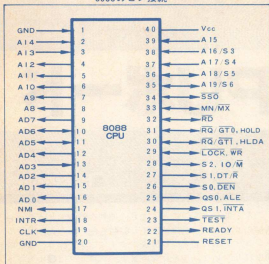 GND 1 40 Vcc
A14 2 39 A15
A13 3 38 A16/S3
A12 4 37 A17/S4
A11 5 36 A18/S5
A10 6 35 A19/S6
A9 7 34 SSO
A8 8 33 MN/MX
AD7 9 32 RD
AD6 10 31 RQ/GT0, HOLD
AD5 11 30 RQ/GT1, HLDA
AD4 12 29 LOCK, WR
AD3 13 28 S2, IO/M
AD2 14 27 S1, DT/R
AD1 15 26 S0, DEN
AD0 16 25 QS0, ALE
NMI 17 24 QS1, INTA
INTR 18 23 TEST
CLK 19 22 READY
GND 20 21 RESET
8088
CPU